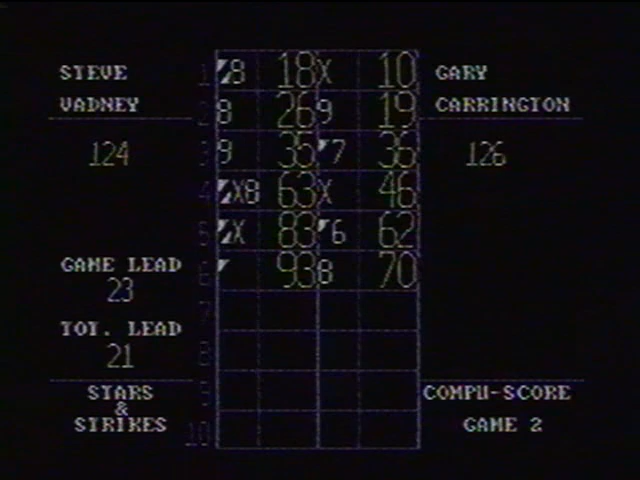 STEVE 1 ◤◢8 18 X 10 GARY
VADNEY 2 8 26 9 19 CARRINGTON
124 3 9 35 ◤7 36 126
4 ◤◢X8 63 X 46
5 ◤◢X 83 ◤6 62
GAME LEAD 6 ◤ 93 8 70
23
7
TOT. LEAD
8
21
STARS 9 COMPU-SCORE
&
STRIKES 10 GAME 2